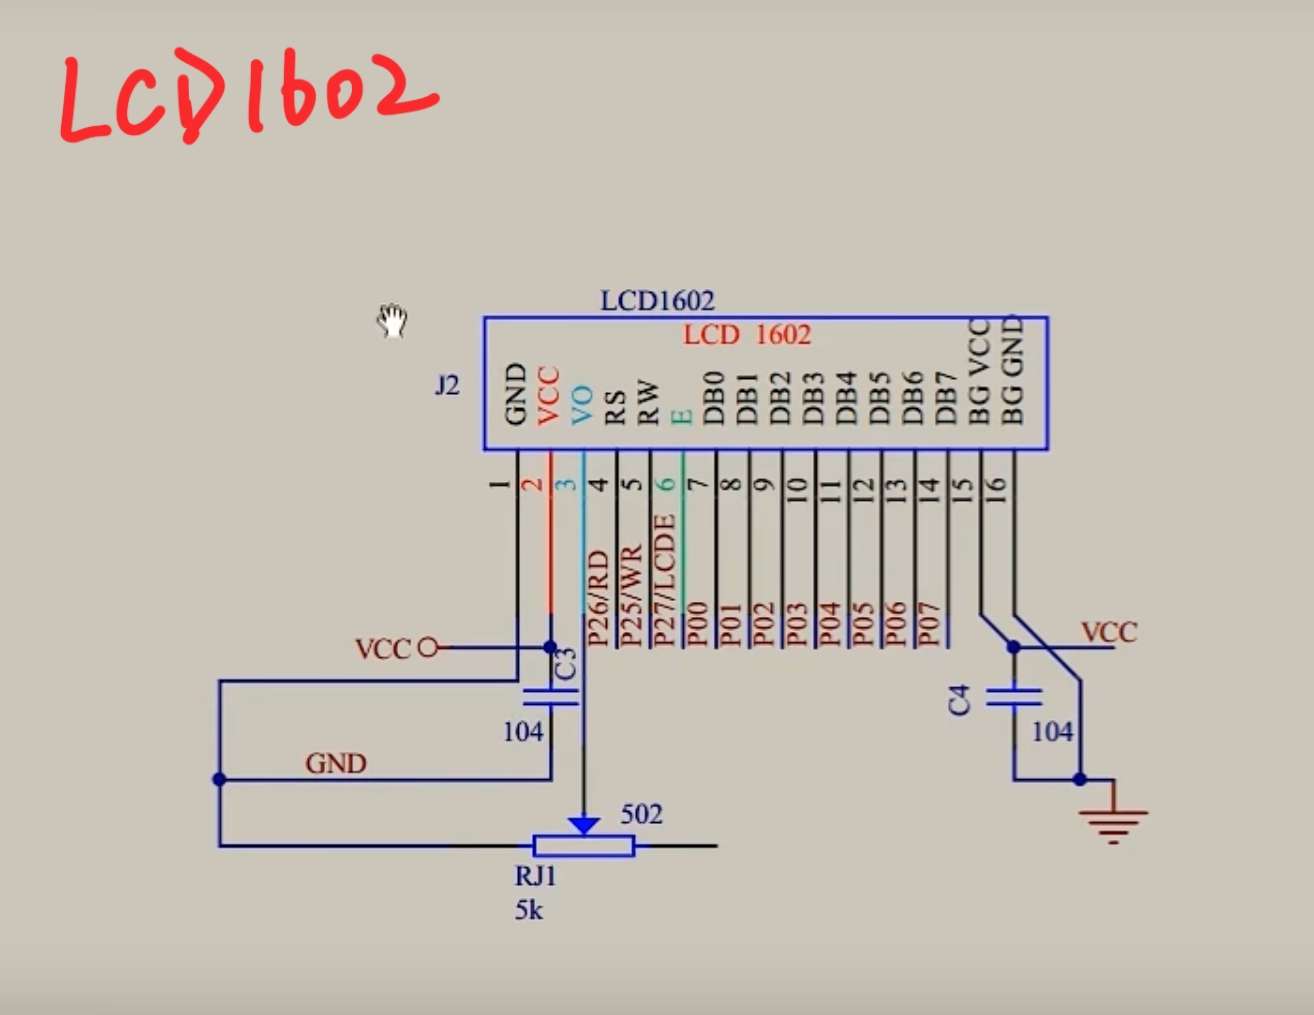 LCD1602
LCD1602
LCD 1602
J2
GND VCC VO RS RW E DB0 DB1 DB2 DB3 DB4 DB5 DB6 DB7 BG VCC BG GND
1 2 3 4 5 6 7 8 9 10 11 12 13 14 15 16
P26/RD P25/WR P27/LCDE P00 P01 P02 P03 P04 P05 P06 P07
VCC
C3
VCC
C4
104
104
GND
502
RJ1
5k